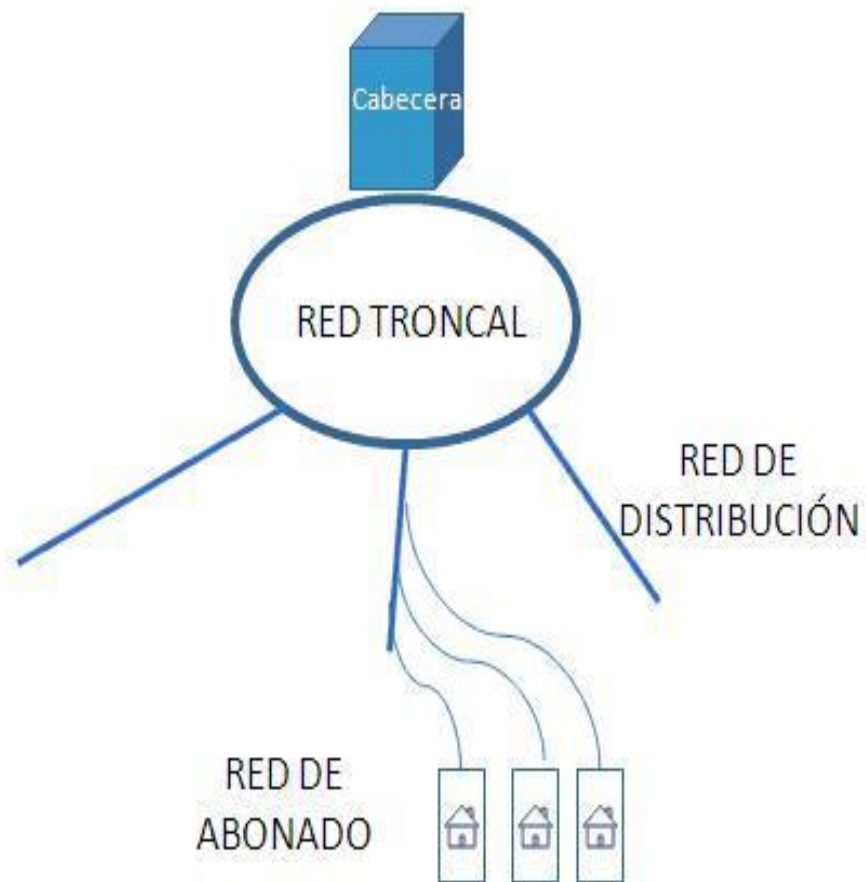 Cabecera
RED TRONCAL
RED DE
DISTRIBUCIÓN
RED DE
ABONADO